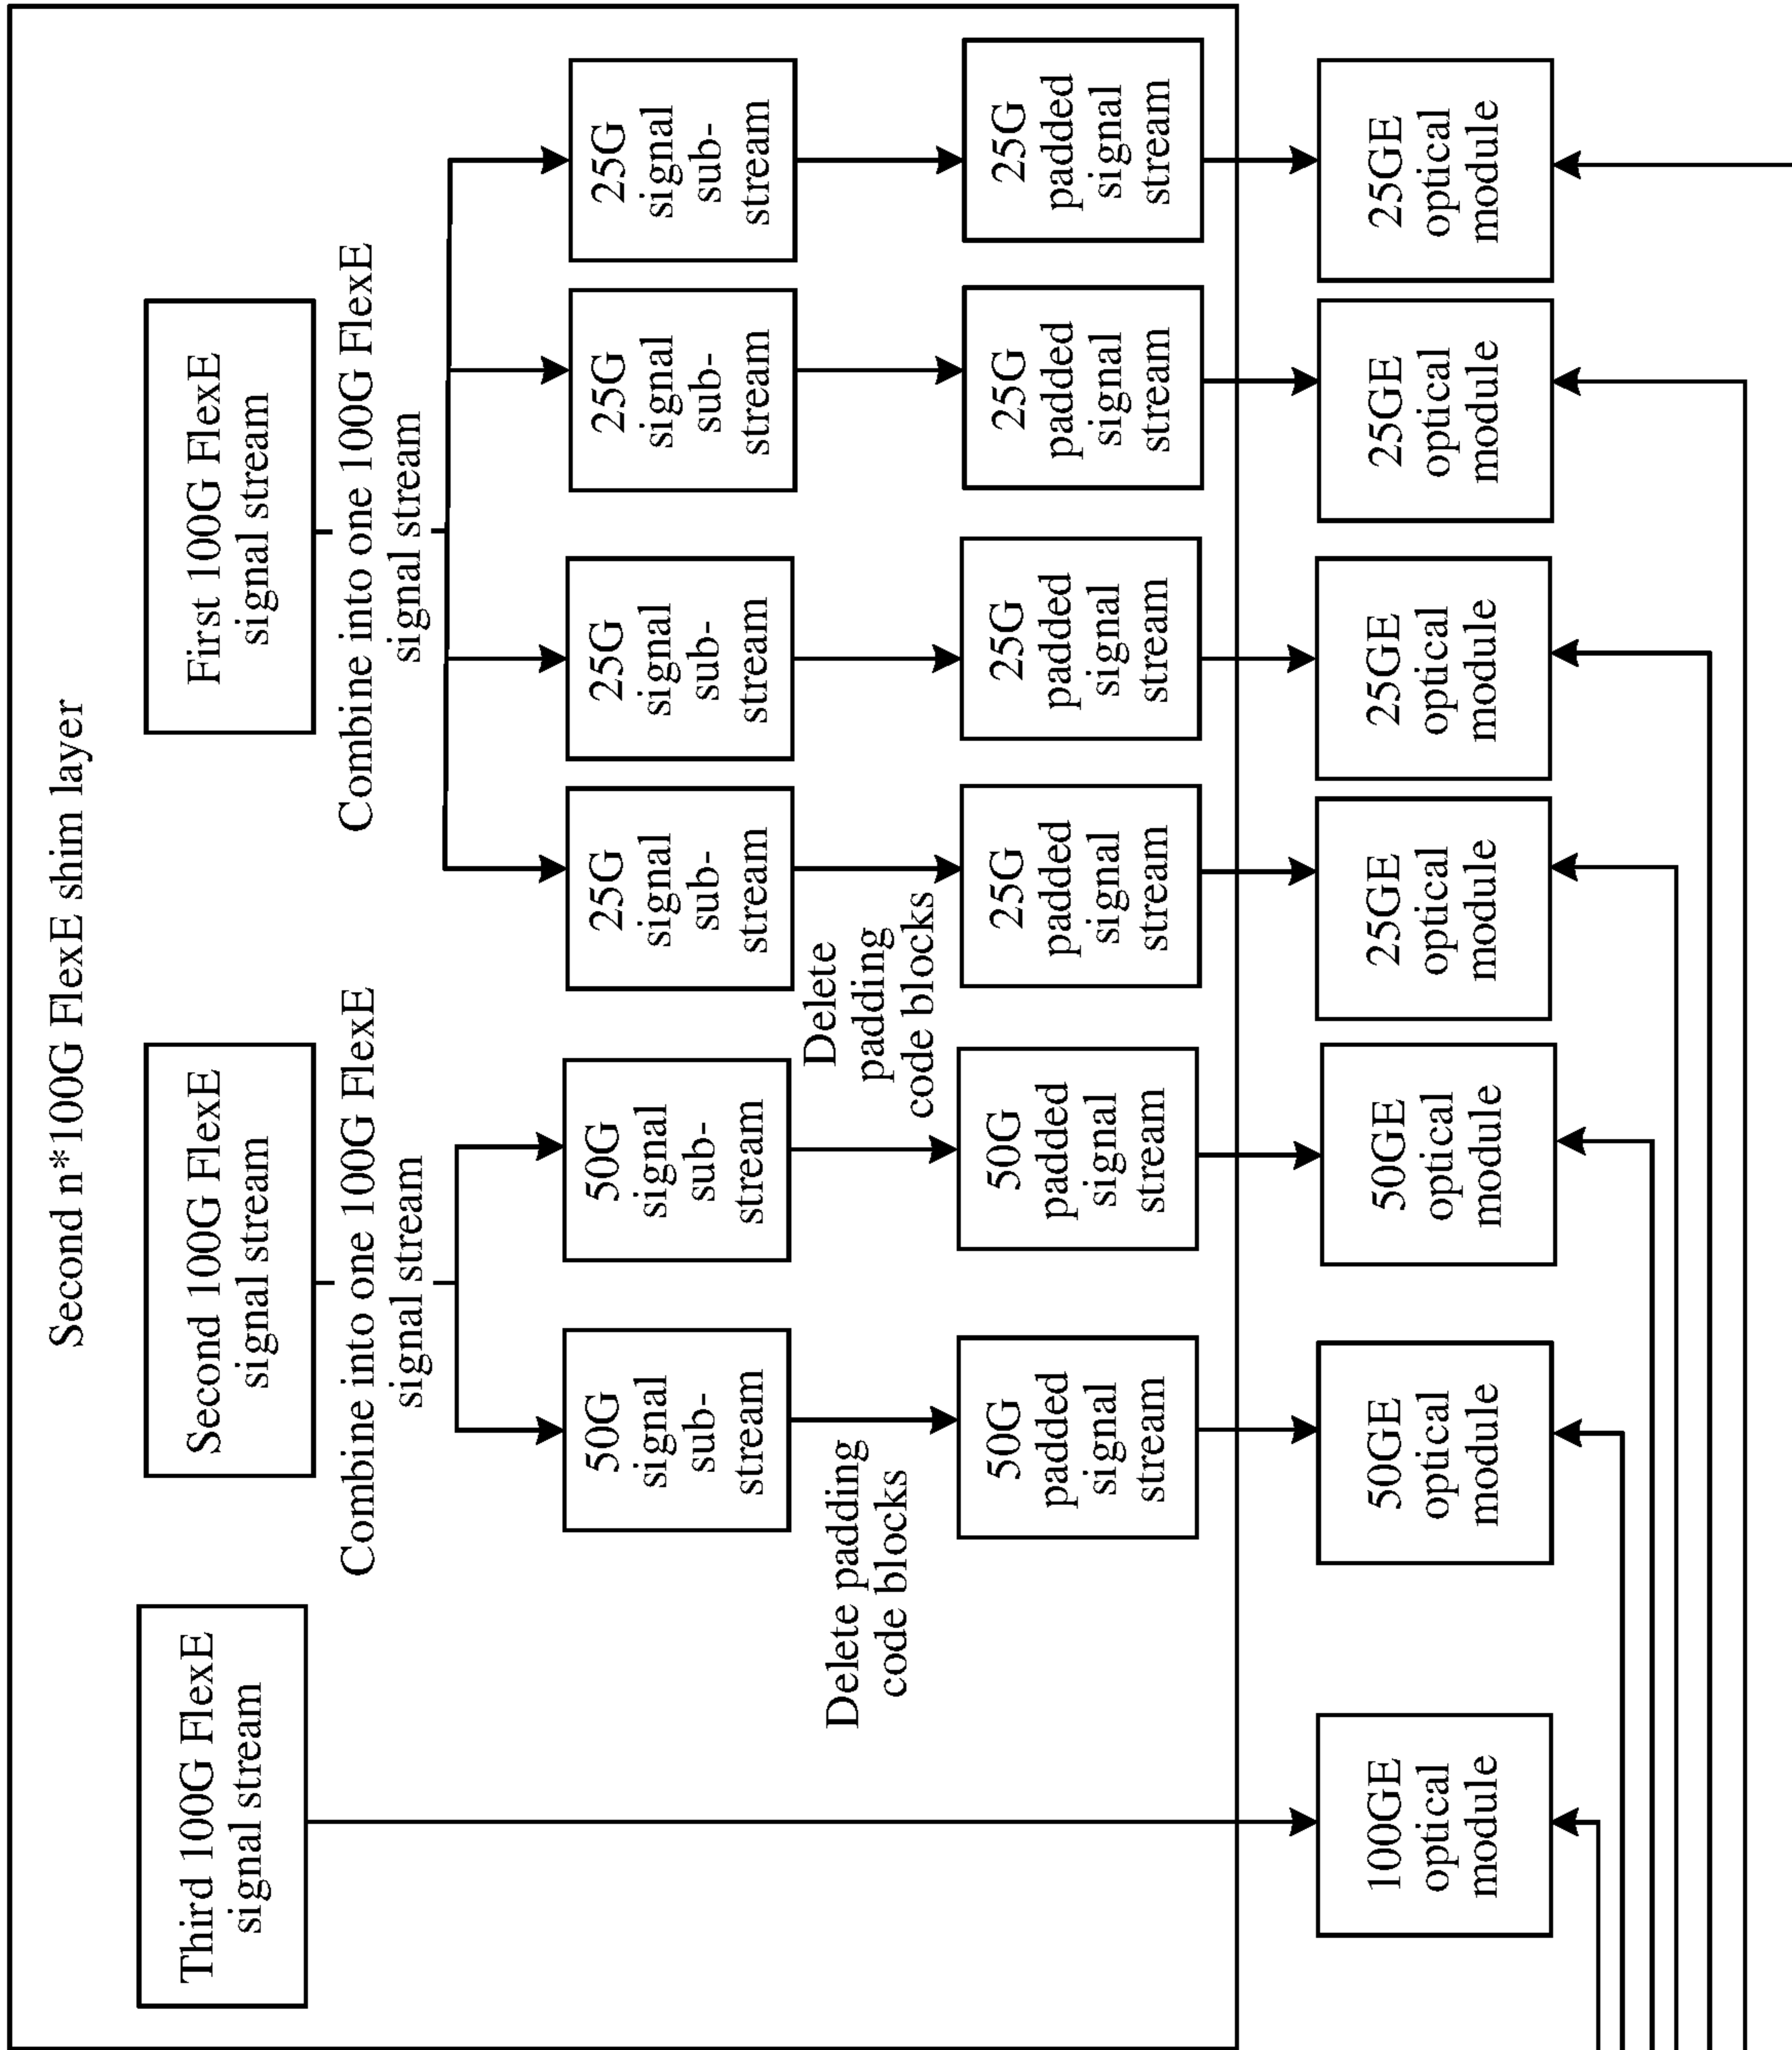 Second n*100G FlexE shim layer
Third 100G FlexE
signal stream
Second 100G FlexE
signal stream
First 100G FlexE
signal stream
Combine into one 100G FlexE
signal stream
Combine into one 100G FlexE
signal stream
50G
signal
sub-
stream
50G
signal
sub-
stream
25G
signal
sub-
stream
25G
signal
sub-
stream
25G
signal
sub-
stream
25G
signal
sub-
stream
Delete padding
code blocks
Delete
padding
code blocks
50G
padded
signal
stream
50G
padded
signal
stream
25G
padded
signal
stream
25G
padded
signal
stream
25G
padded
signal
stream
25G
padded
signal
stream
100GE
optical
module
50GE
optical
module
50GE
optical
module
25GE
optical
module
25GE
optical
module
25GE
optical
module
25GE
optical
module